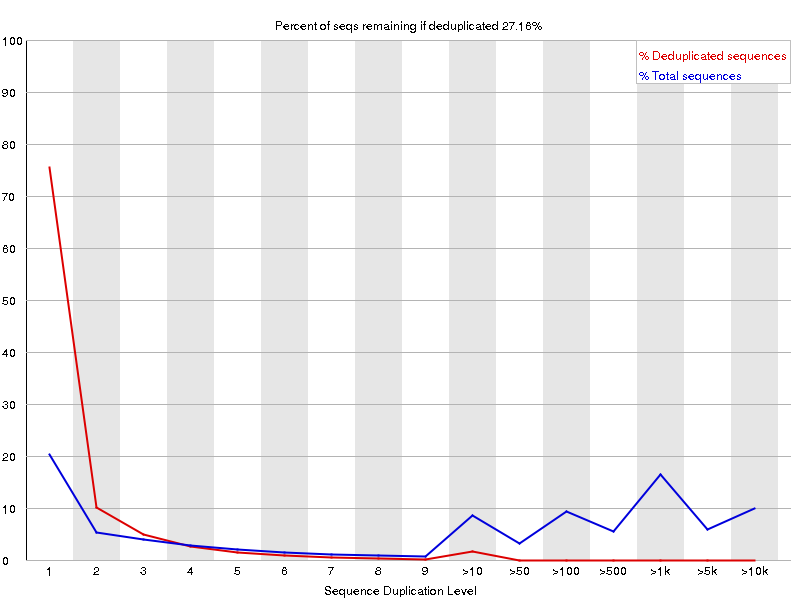 Percent of seqs remaining if deduplicated 27.16%
% Deduplicated sequences
% Total sequences
100
90
80
70
60
50
40
30
20
10
0
1 2 3 4 5 6 7 8 9 >10 >50 >100 >500 >1k >5k >10k
Sequence Duplication Level